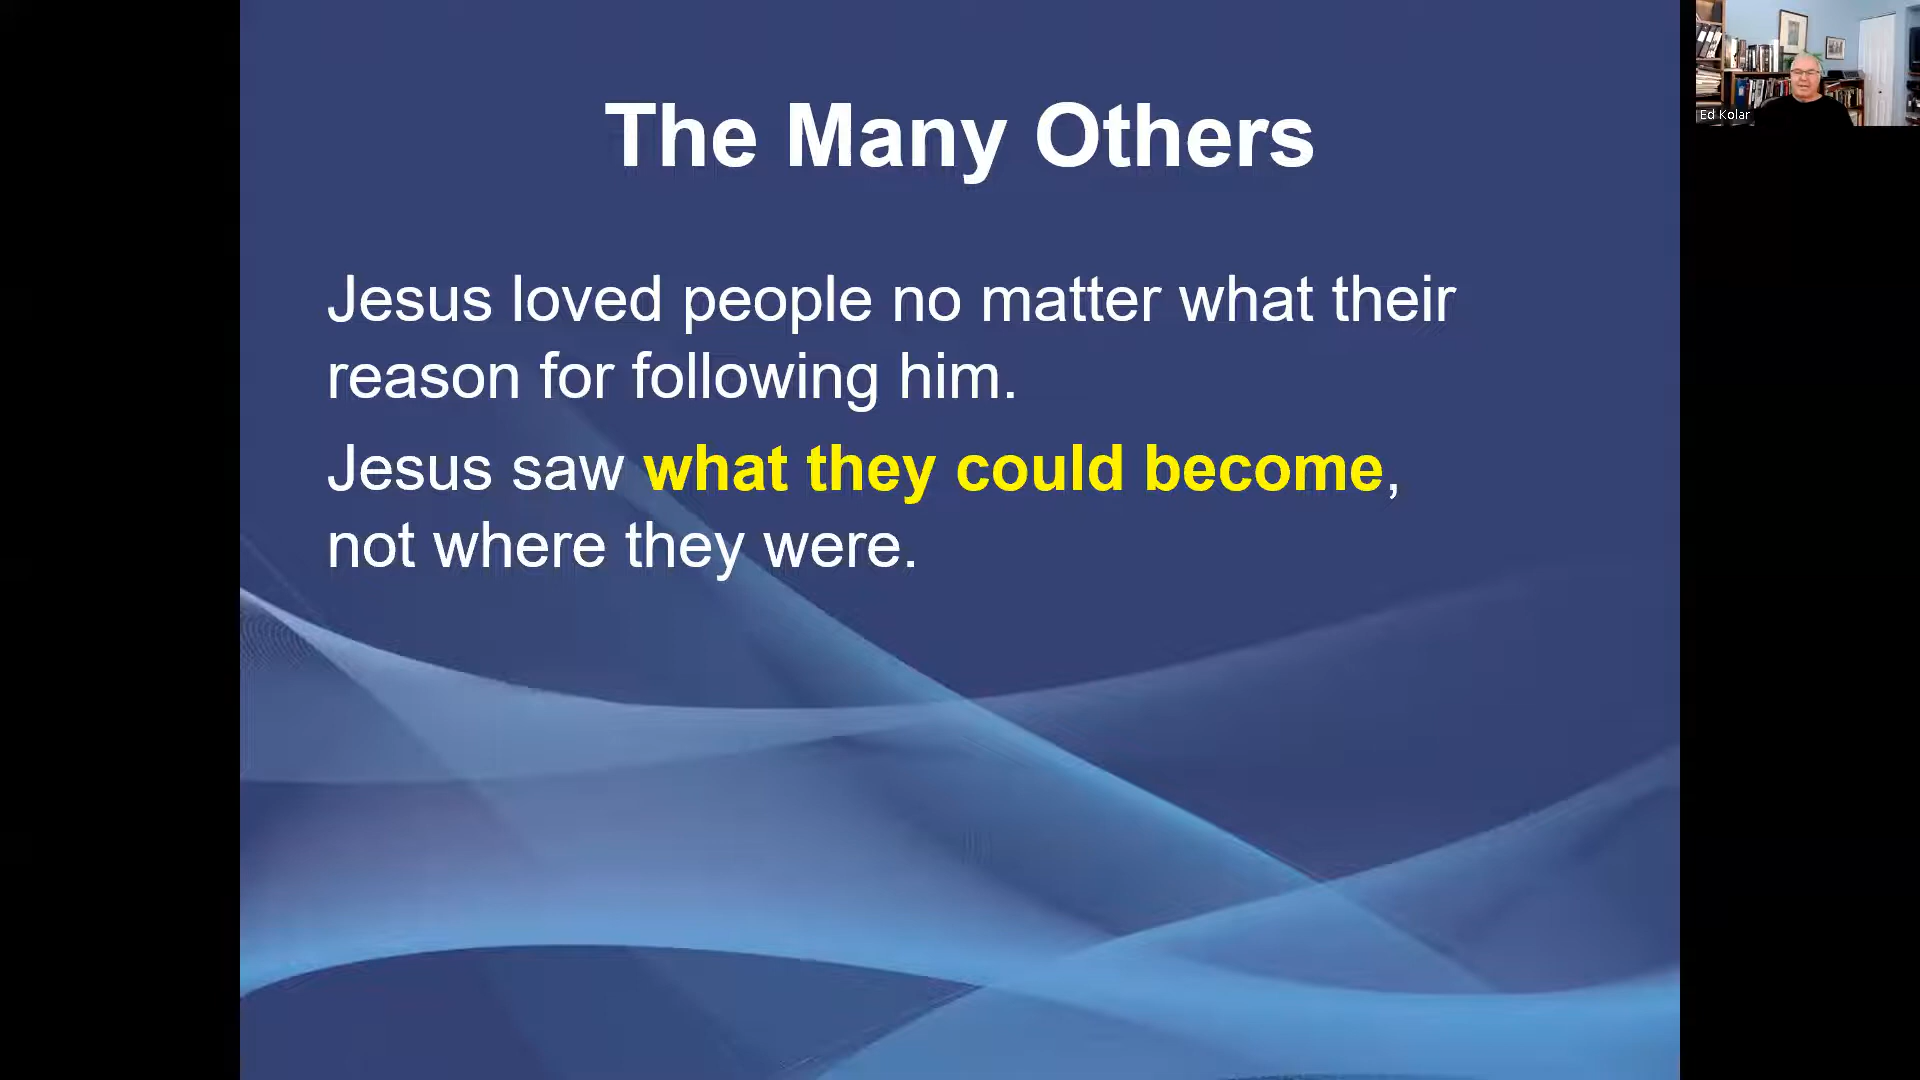 The Many Others
Jesus loved people no matter what their
reason for following him.
Jesus saw what they could become,
not where they were.
Ed Kolar